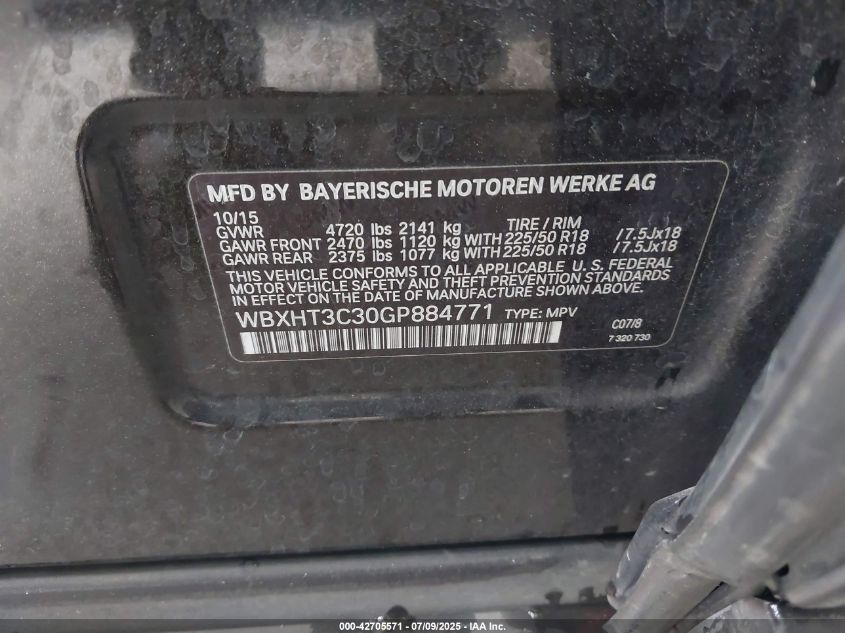 MFD BY BAYERISCHE MOTOREN WERKE AG
10/15 TIRE / RIM
GVWR 4720 lbs 2141 kg
GAWR FRONT 2470 lbs 1120 kg WITH 225/50 R18 /7.5Jx18
GAWR REAR 2375 lbs 1077 kg WITH 225/50 R18 /7.5Jx18
THIS VEHICLE CONFORMS TO ALL APPLICABLE U. S. FEDERAL
MOTOR VEHICLE SAFETY AND THEFT PREVENTION STANDARDS
IN EFFECT ON THE DATE OF MANUFACTURE SHOWN ABOVE.
WBXHT3C30GP884771 TYPE: MPV C07/8
7 320 730
000-42705571 / 07/09/2025 - IAA Inc.